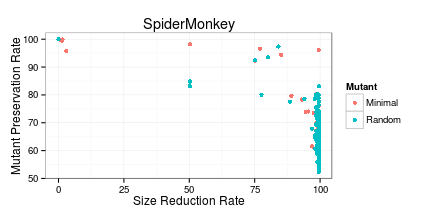 SpiderMonkey
Mutant Preservation Rate
100
90
80
70
60
50
0
25
50
75
100
Size Reduction Rate
Mutant
Minimal
Random